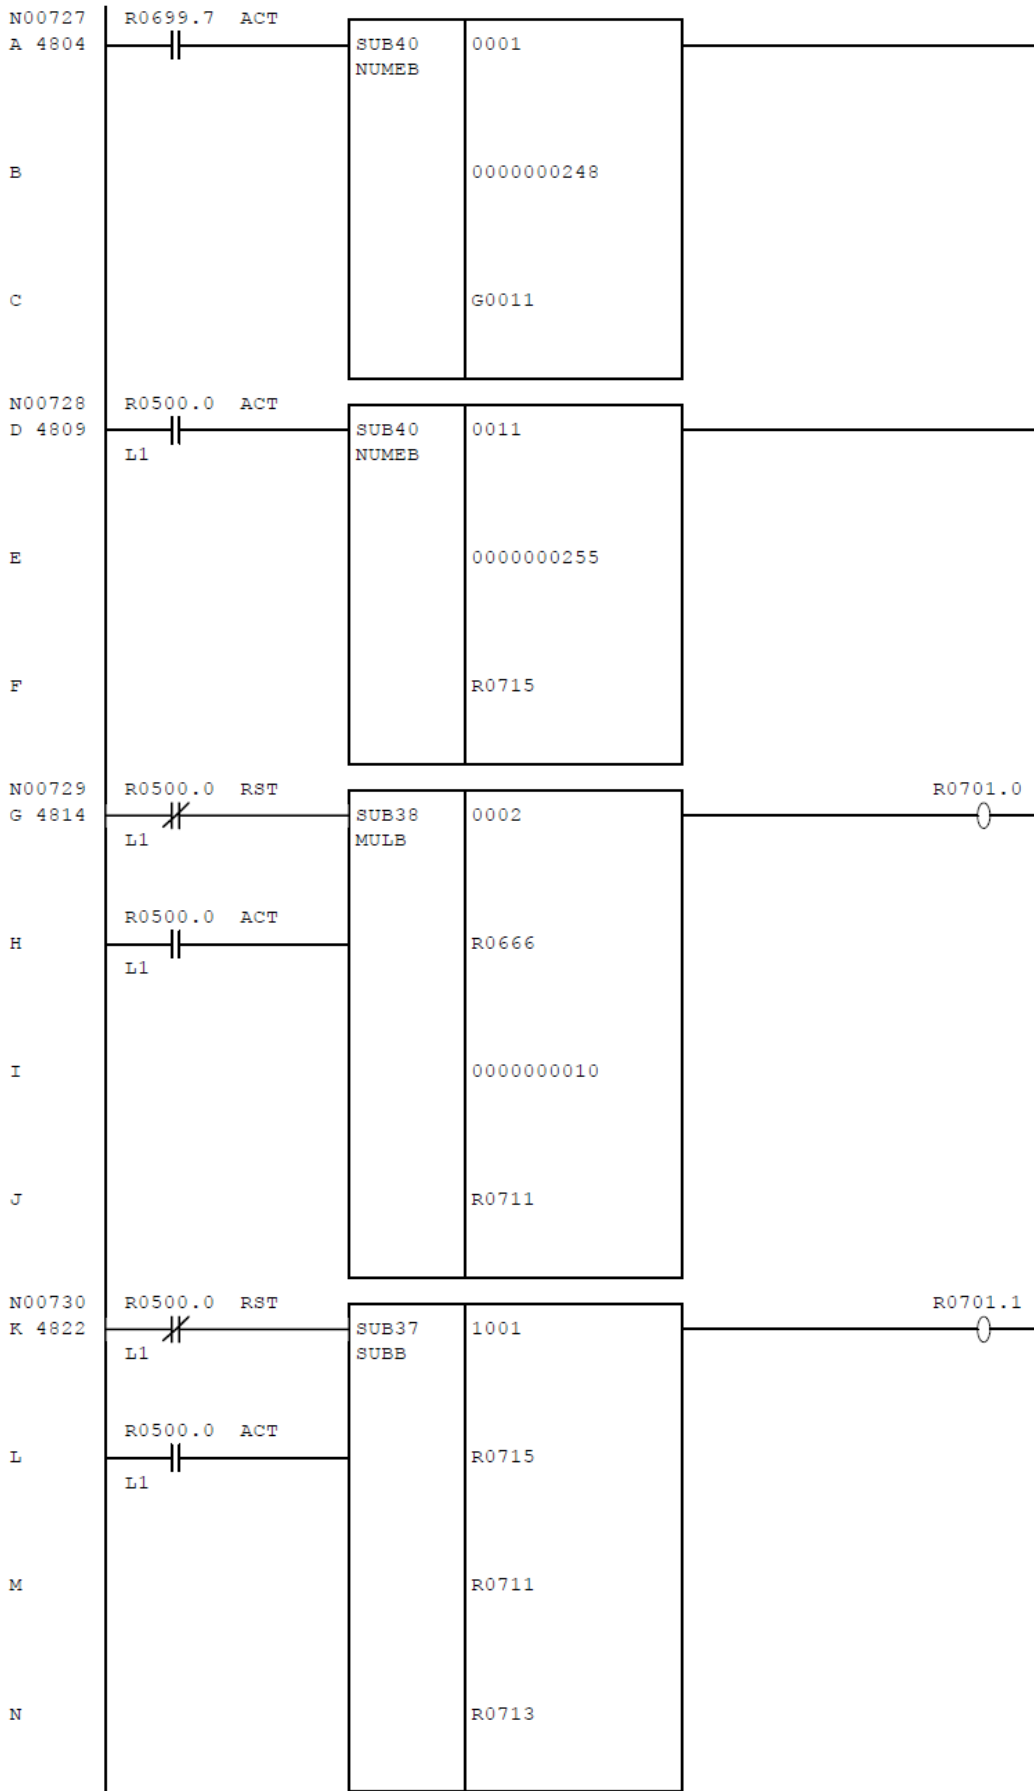 N00727 R0699.7 ACT
A 4804 SUB40 0001
NUMEB
B 0000000248
C G0011
N00728 R0500.0 ACT
D 4809 SUB40 0011
L1 NUMEB
E 0000000255
F R0715
N00729 R0500.0 RST R0701.0
G 4814 SUB38 0002
L1 MULB
R0500.0 ACT
H R0666
L1
I 0000000010
J R0711
N00730 R0500.0 RST R0701.1
K 4822 SUB37 1001
L1 SUBB
R0500.0 ACT
L R0715
L1
M R0711
N R0713